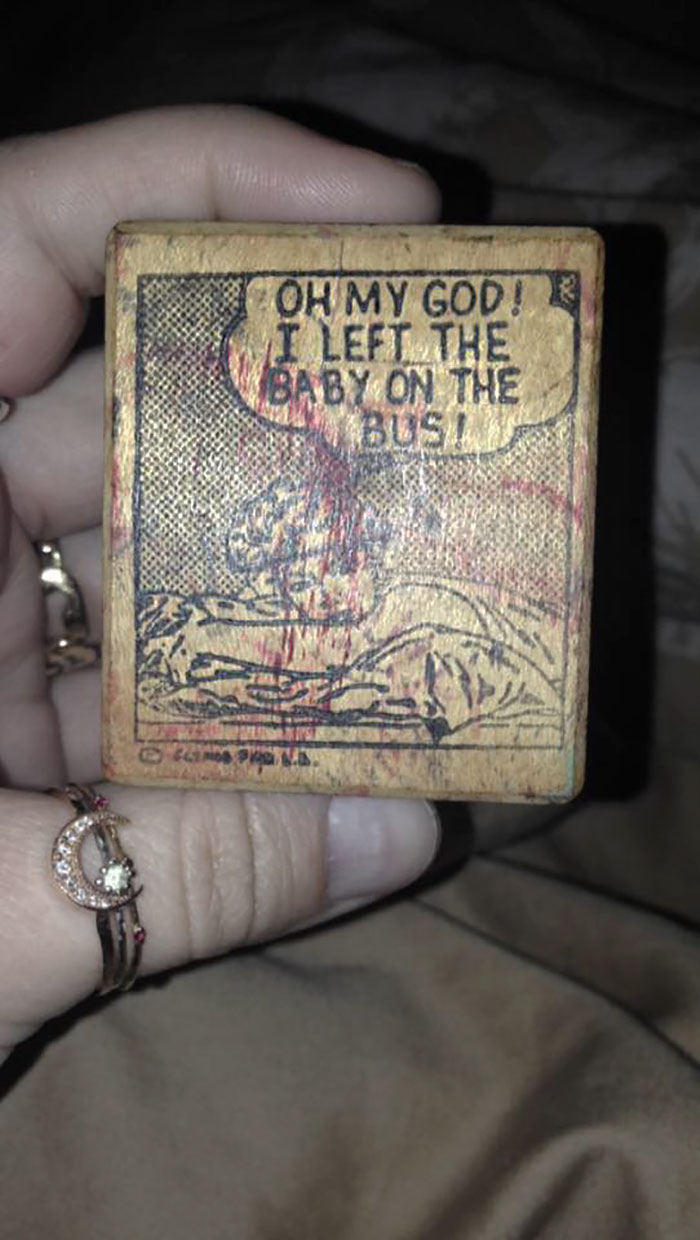 OH MY GOD!
I LEFT THE
BABY ON THE
BUS!
©